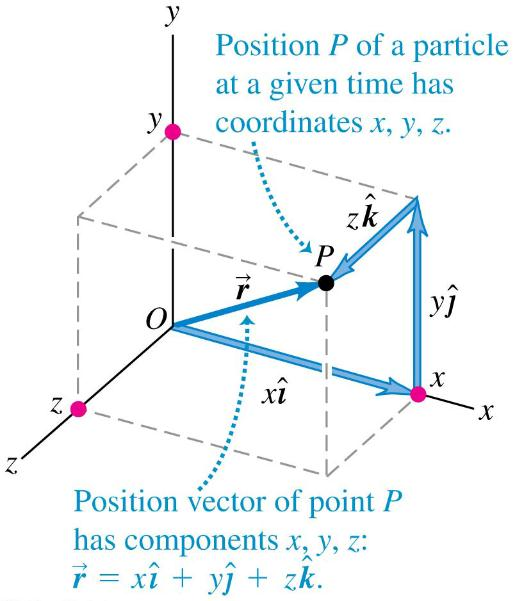 y
Position P of a particle
at a given time has
coordinates x, y, z.
y
zk̂
P
r⃗
yĵ
O
x
xî
x
z
z
Position vector of point P
has components x, y, z:
r⃗ = xî + yĵ + zk̂.